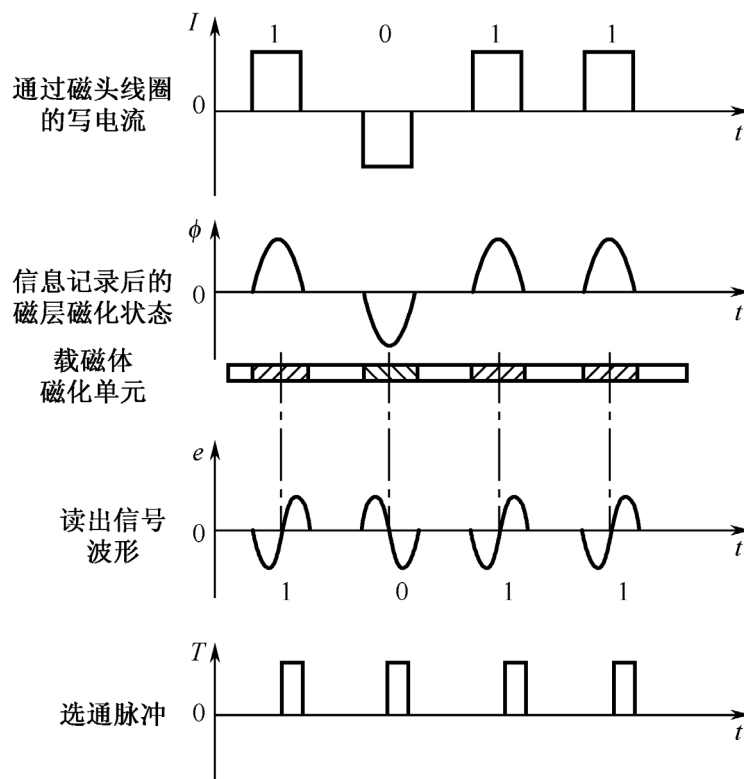 I
1 0 1 1
通过磁头线圈
的写电流
0
t
ϕ
信息记录后的
磁层磁化状态
0
t
载磁体
磁化单元
e
读出信号
波形
0
t
1 0 1 1
T
选通脉冲
0
t